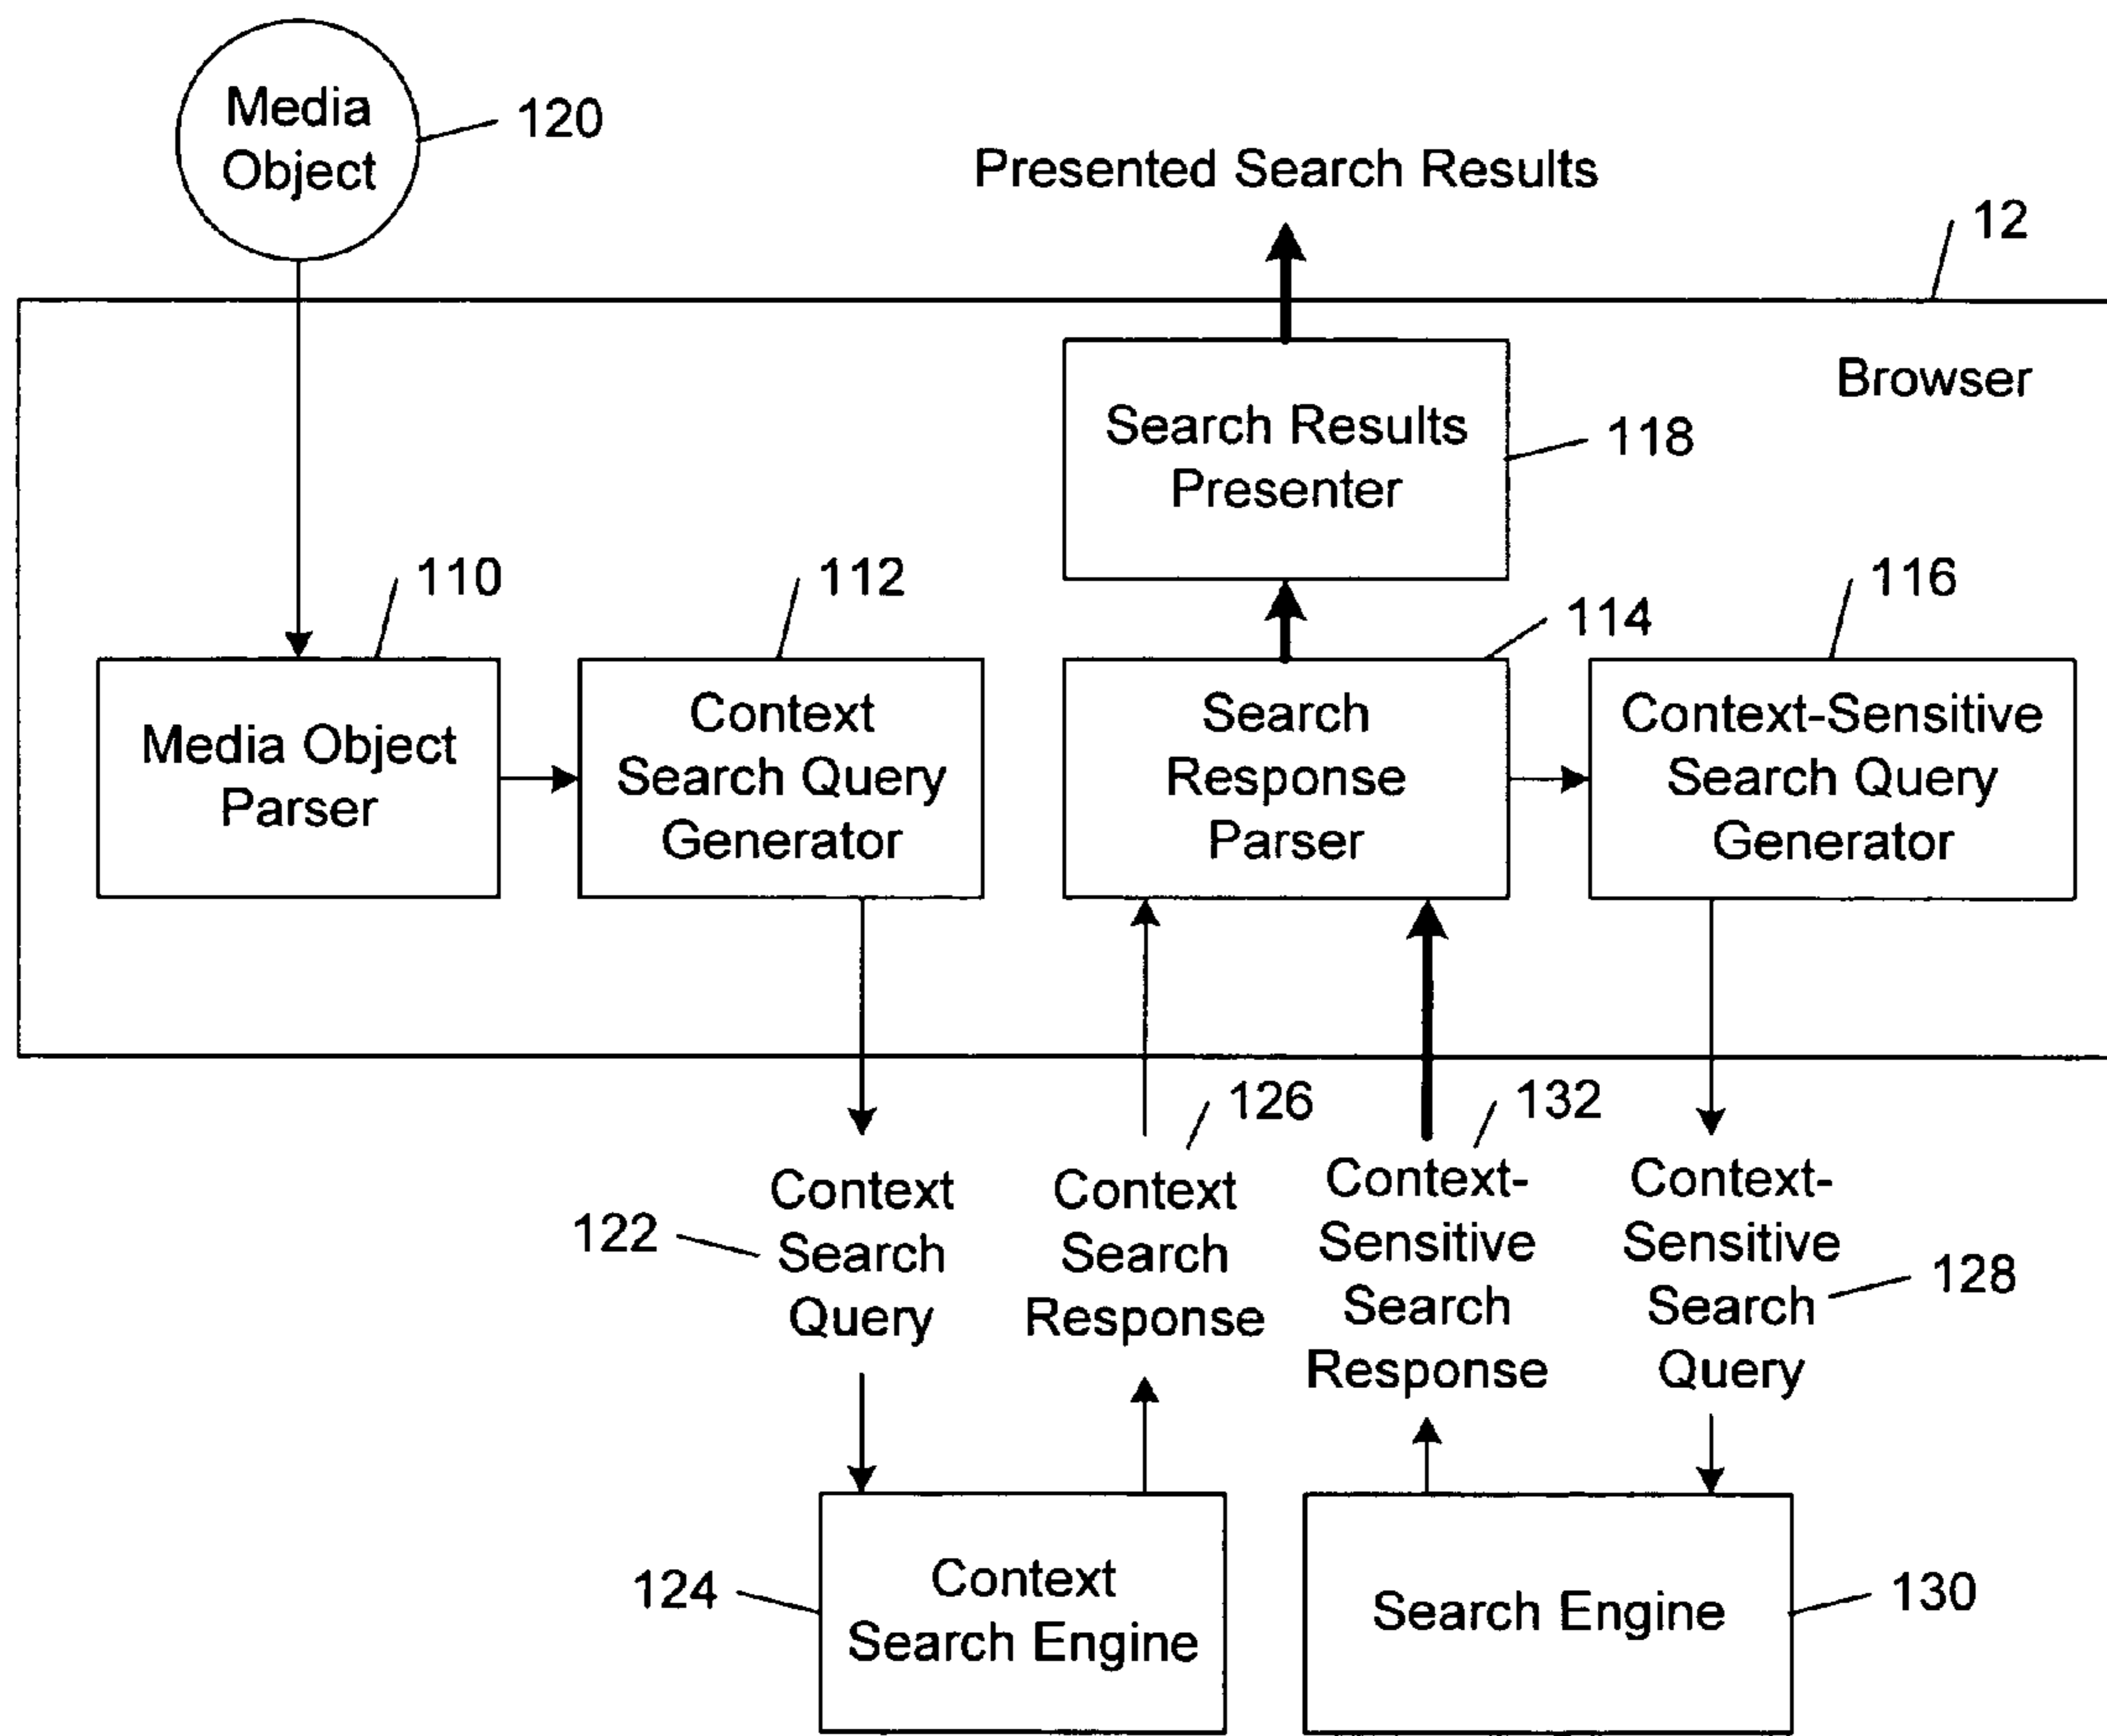 Media
Object
120
Presented Search Results
12
Browser
Search Results
Presenter
118
110
112
114
116
Media Object
Parser
Context
Search Query
Generator
Search
Response
Parser
Context-Sensitive
Search Query
Generator
126
132
122
Context
Search
Query
Context
Search
Response
Context-
Sensitive
Search
Response
Context-
Sensitive
Search
Query
128
124
Context
Search Engine
Search Engine
130